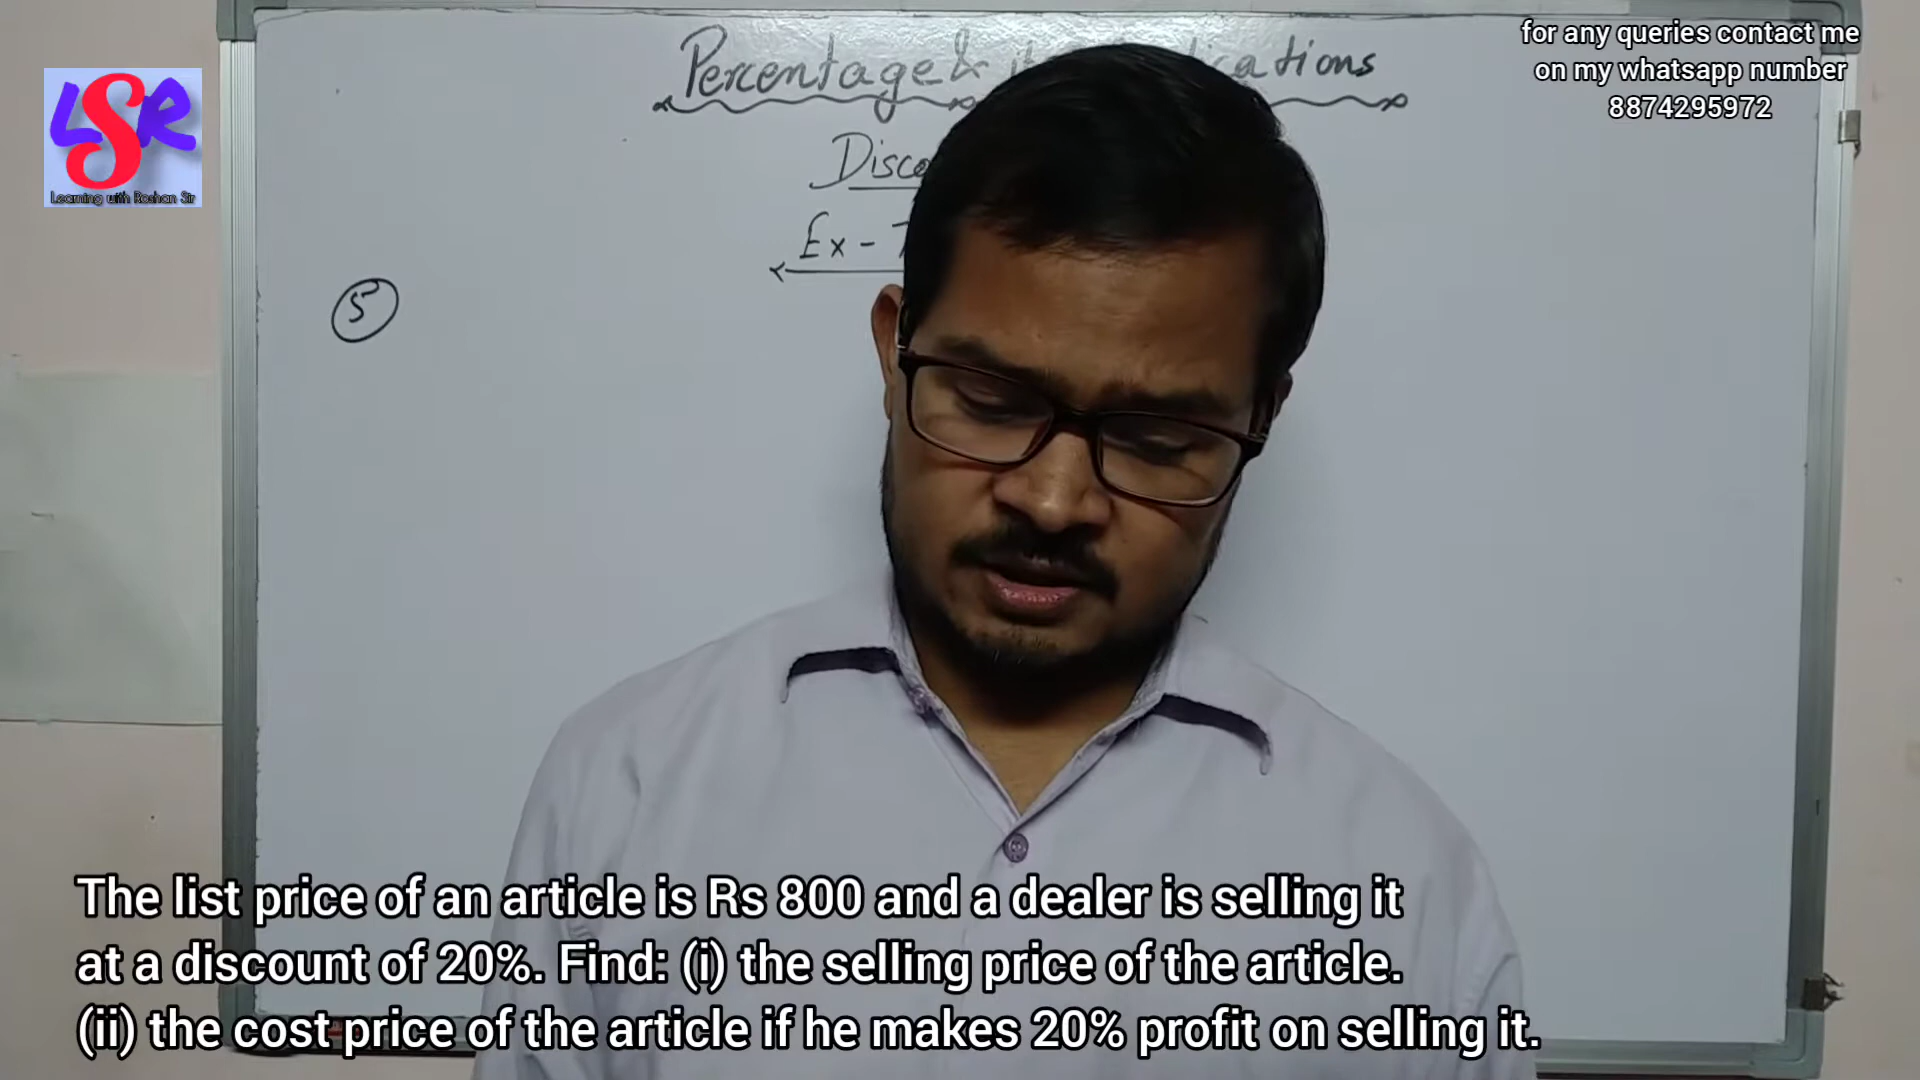 for any queries contact me
on my whatsapp number
8874295972
LSR
Learning with Roshan Sir
Percentage &
5
The list price of an article is Rs 800 and a dealer is selling it
at a discount of 20%. Find: (i) the selling price of the article.
(ii) the cost price of the article if he makes 20% profit on selling it.